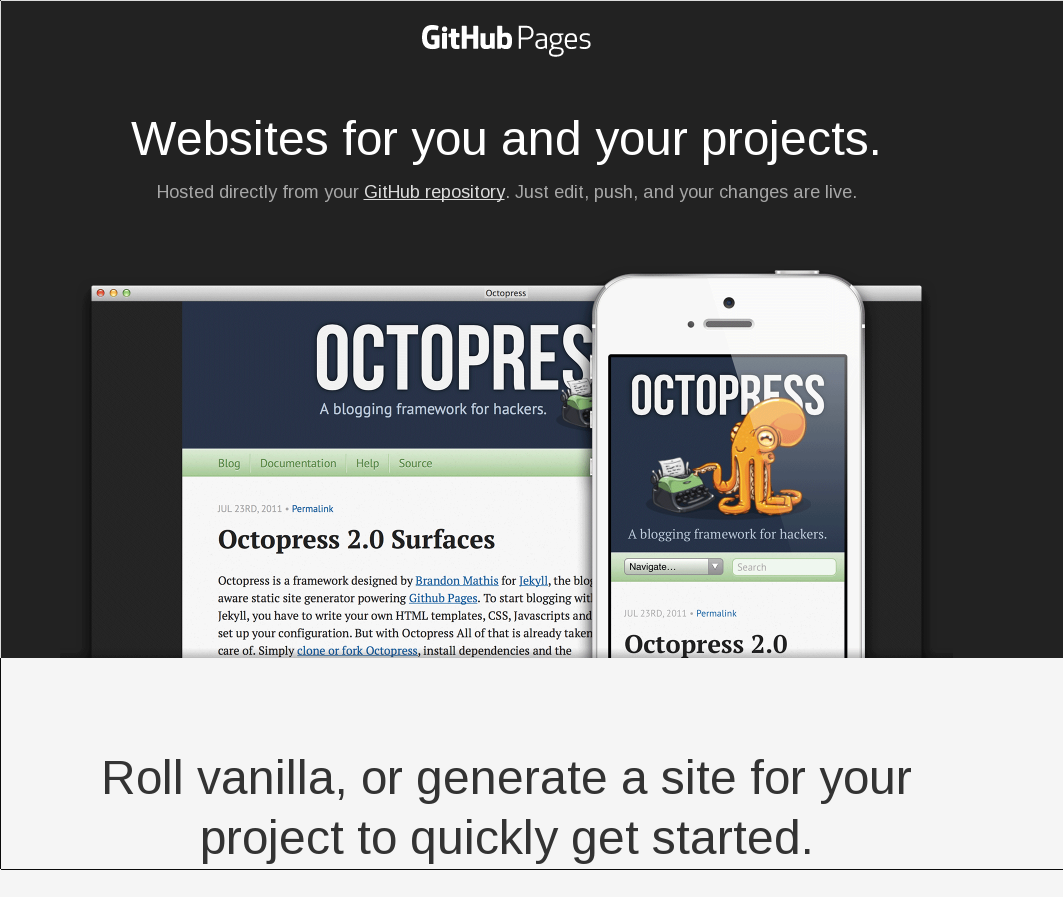 GitHub Pages
Websites for you and your projects.
Hosted directly from your GitHub repository. Just edit, push, and your changes are live.
Octopress
OCTOPRES
A blogging framework for hackers.
Blog Documentation Help Source
JUL 23RD, 2011 • Permalink
Octopress 2.0 Surfaces
Octopress is a framework designed by Brandon Mathis for Jekyll, the blog
aware static site generator powering Github Pages. To start blogging with
Jekyll, you have to write your own HTML templates, CSS, Javascripts and
set up your configuration. But with Octopress All of that is already taken
care of. Simply clone or fork Octopress, install dependencies and the
OCTOPRESS
A blogging framework for hackers.
Navigate... Search
JUL 23RD, 2011 • Permalink
Octopress 2.0
Roll vanilla, or generate a site for your
project to quickly get started.